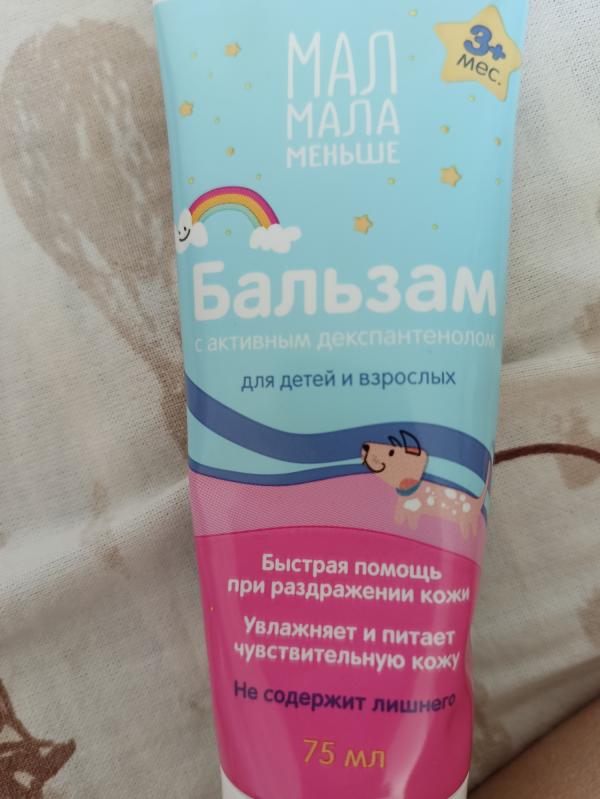 МАЛ
МАЛА
МЕНЬШЕ
3+
мес.
Бальзам
с активным декспантенолом
для детей и взрослых
Быстрая помощь
при раздражении кожи
Увлажняет и питает
чувствительную кожу
Не содержит лишнего
75 мл